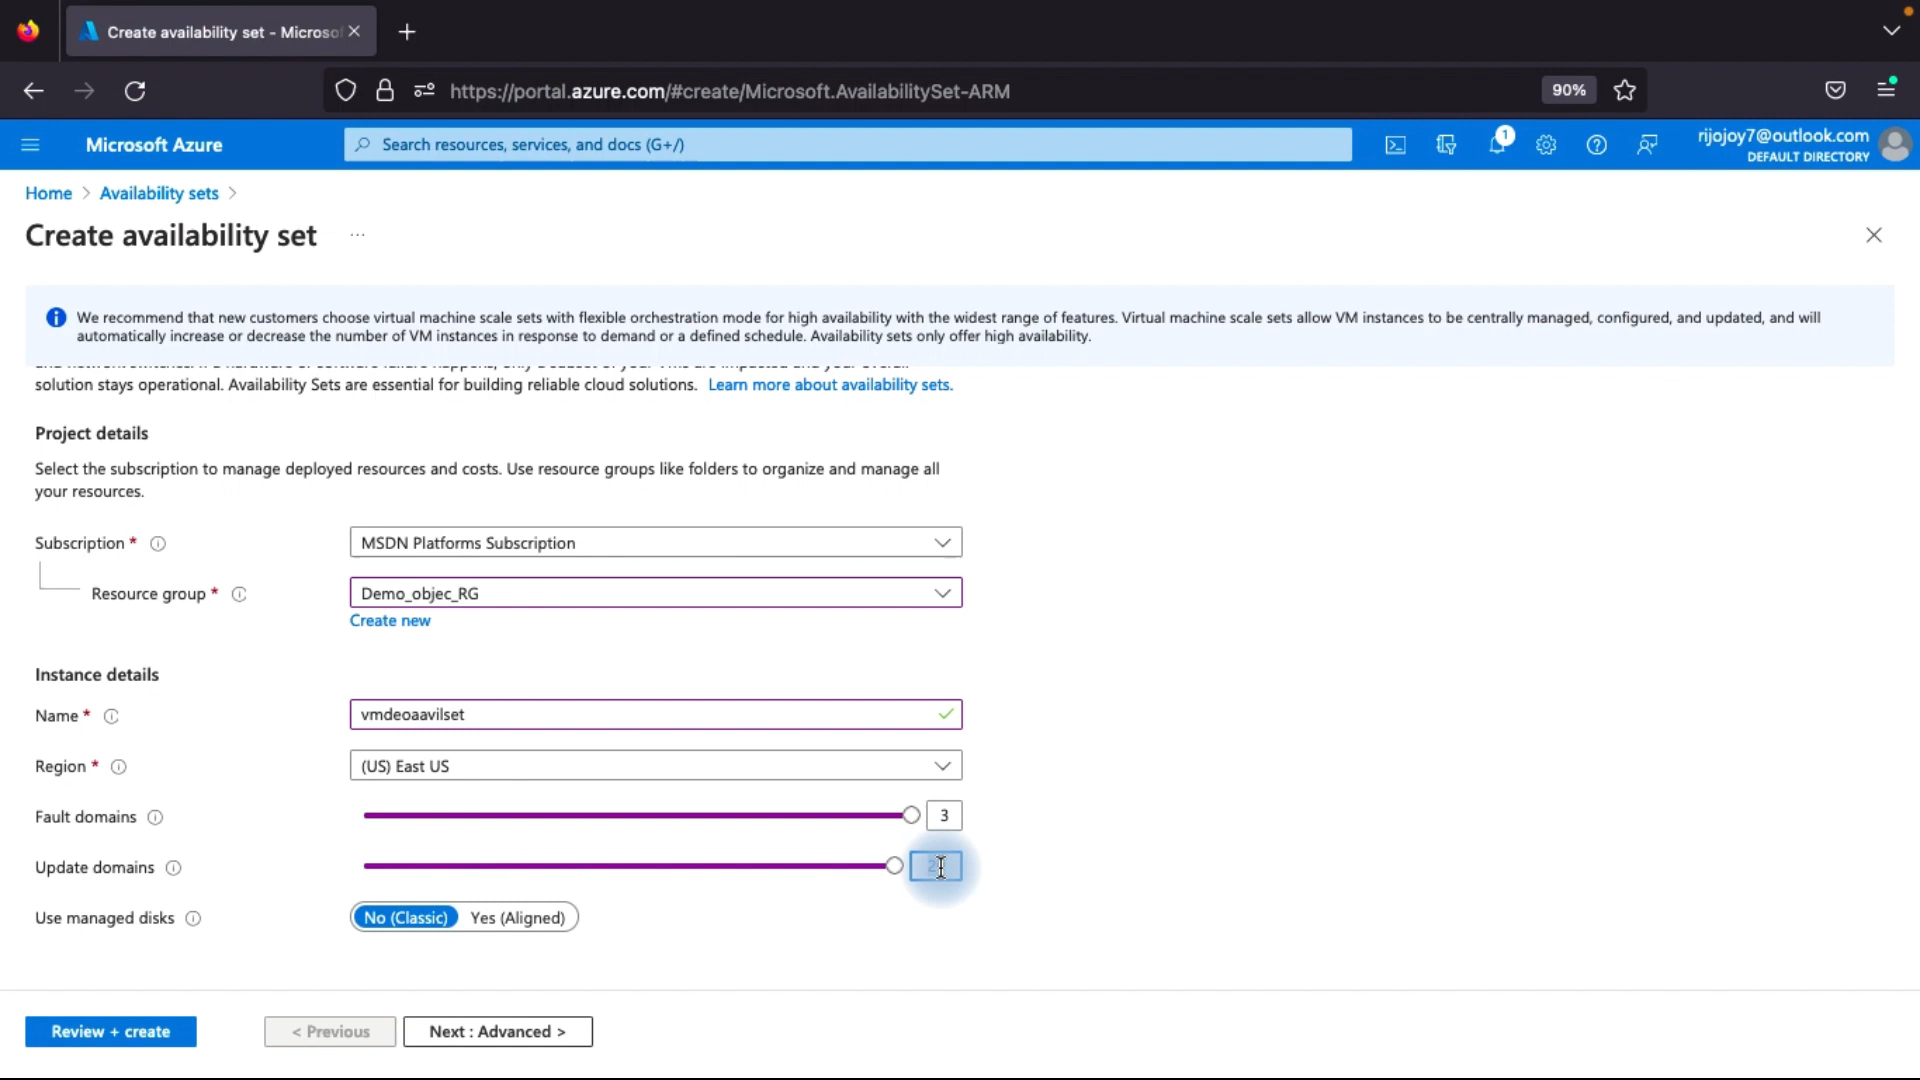 Create availability set - Microsof
https://portal.azure.com/#create/Microsoft.AvailabilitySet-ARM
90%
Microsoft Azure
Search resources, services, and docs (G+/)
1
rijojoy7@outlook.com
DEFAULT DIRECTORY
Home > Availability sets >
Create availability set ...
We recommend that new customers choose virtual machine scale sets with flexible orchestration mode for high availability with the widest range of features. Virtual machine scale sets allow VM instances to be centrally managed, configured, and updated, and will
automatically increase or decrease the number of VM instances in response to demand or a defined schedule. Availability sets only offer high availability.
solution stays operational. Availability Sets are essential for building reliable cloud solutions. Learn more about availability sets.
Project details
Select the subscription to manage deployed resources and costs. Use resource groups like folders to organize and manage all
your resources.
Subscription *
MSDN Platforms Subscription
Resource group *
Demo_objec_RG
Create new
Instance details
Name *
vmdeoaavilset
Region *
(US) East US
Fault domains
3
Update domains
Use managed disks
No (Classic) Yes (Aligned)
Review + create
< Previous
Next : Advanced >